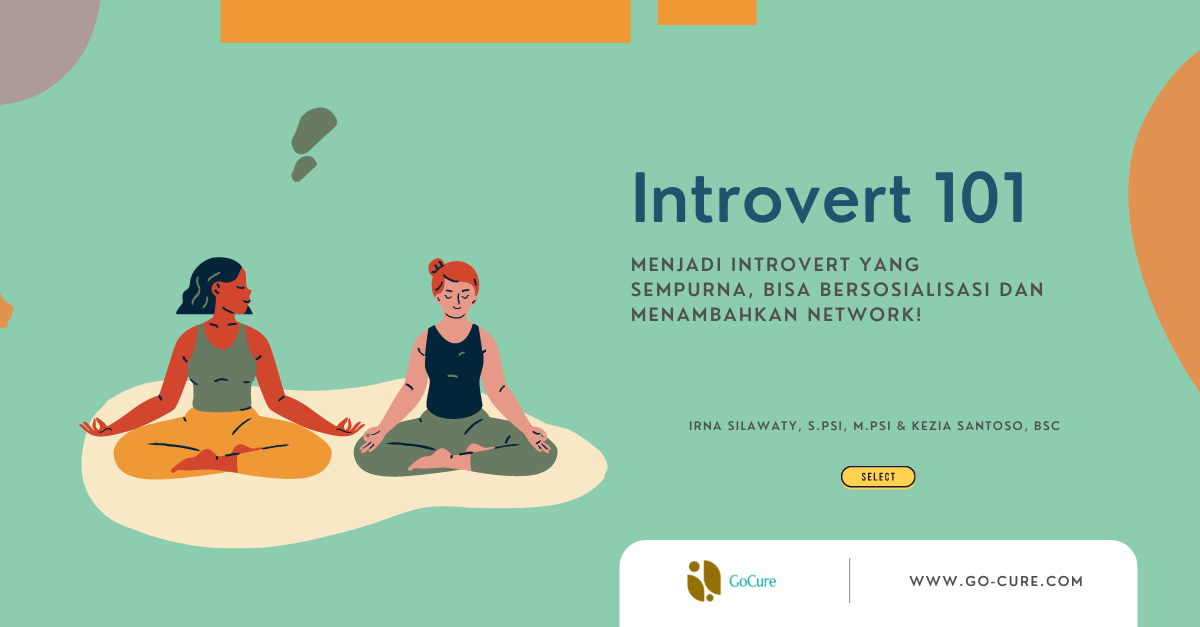 Introvert 101
MENJADI INTROVERT YANG
SEMPURNA, BISA BERSOSIALISASI DAN
MENAMBAHKAN NETWORK!
IRNA SILAWATY, S.PSI, M.PSI & KEZIA SANTOSO, BSC
SELECT
GoCure
WWW.GO-CURE.COM